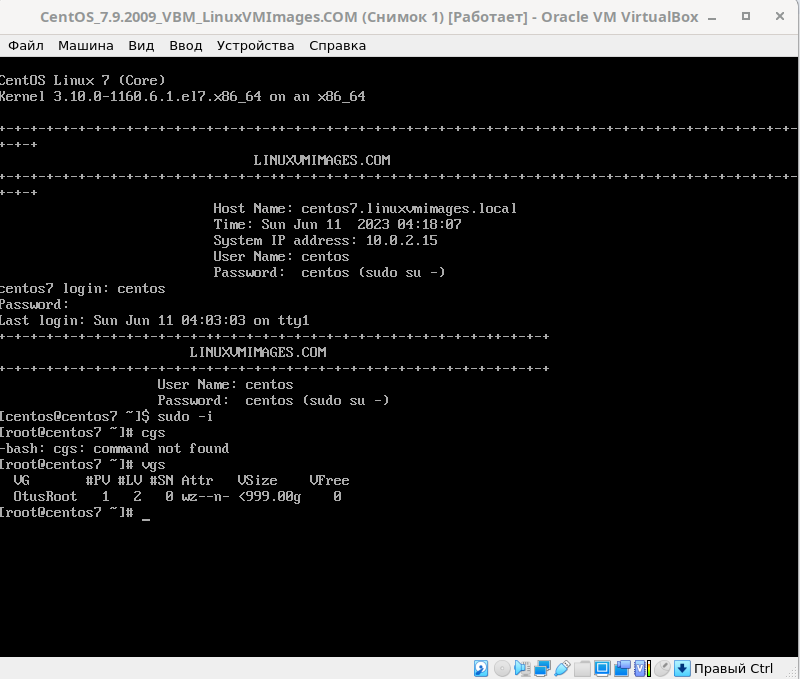 CentOS_7.9.2009_VBM_LinuxVMImages.COM (Снимок 1) [Работает] - Oracle VM VirtualBox
Файл Машина Вид Ввод Устройства Справка
CentOS Linux 7 (Core)
Kernel 3.10.0-1160.6.1.el7.x86_64 on an x86_64
+-+-+-+-+-+-+-+-+-+-+-+-+-+-+-+-+-+-+-+-+-+-+-+-+-+-+-+-+-+-+-+-+-+-+-+-+-+-+-+-+-+-+-+-+-+-+-+-+-+-
+-+-+
LINUXVMIMAGES.COM
+-+-+-+-+-+-+-+-+-+-+-+-+-+-+-+-+-+-+-+-+-+-+-+-+-+-+-+-+-+-+-+-+-+-+-+-+-+-+-+-+-+-+-+-+-+-+-+-+-+-
+-+-+
Host Name: centos7.linuxvmimages.local
Time: Sun Jun 11  2023 04:18:07
System IP address: 10.0.2.15
User Name: centos
Password:  centos (sudo su -)
centos7 login: centos
Password:
Last login: Sun Jun 11 04:03:03 on tty1
+-+-+-+-+-+-+-+-+-+-+-+-+-+-+-+-+-+-+-+-+-+-+-+-+-+-+-+-+-+-+-+-+-+-+
LINUXVMIMAGES.COM
+-+-+-+-+-+-+-+-+-+-+-+-+-+-+-+-+-+-+-+-+-+-+-+-+-+-+-+-+-+-+-+-+-+-+
User Name: centos
Password:  centos (sudo su -)
[centos@centos7 ~]$ sudo -i
[root@centos7 ~]# cgs
-bash: cgs: command not found
[root@centos7 ~]# vgs
VG       #PV #LV #SN Attr   VSize    VFree
OtusRoot   1   2   0 wz--n- <999.00g    0
[root@centos7 ~]# _
Правый Ctrl